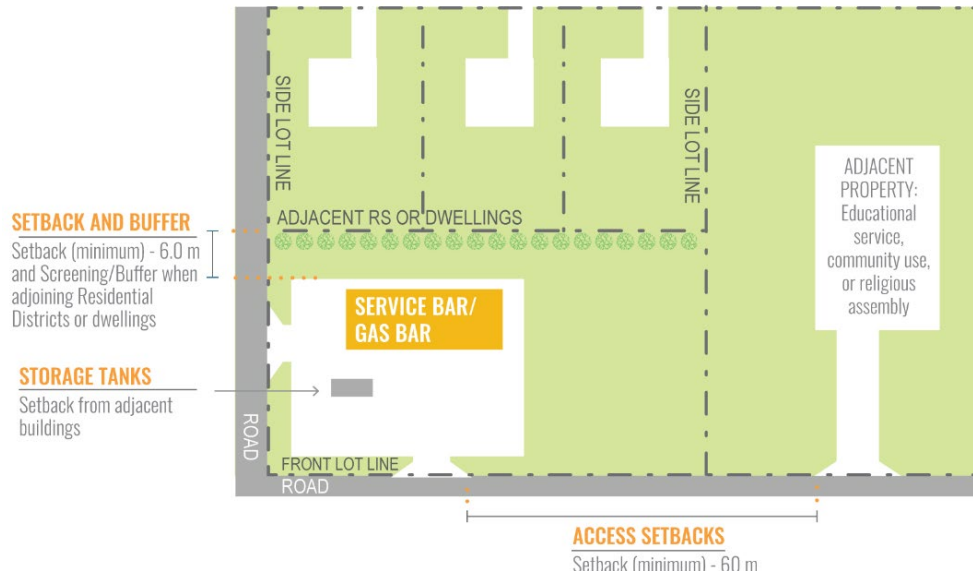 SIDE LOT LINE
SIDE LOT LINE
ADJACENT
PROPERTY:
Educational
service,
community use,
or religious
assembly
ADJACENT RS OR DWELLINGS
SETBACK AND BUFFER
Setback (minimum) - 6.0 m
and Screening/Buffer when
adjoining Residential
Districts or dwellings
SERVICE BAR/
GAS BAR
STORAGE TANKS
Setback from adjacent
buildings
ROAD
FRONT LOT LINE
ROAD
ACCESS SETBACKS
Setback (minimum) - 60 m